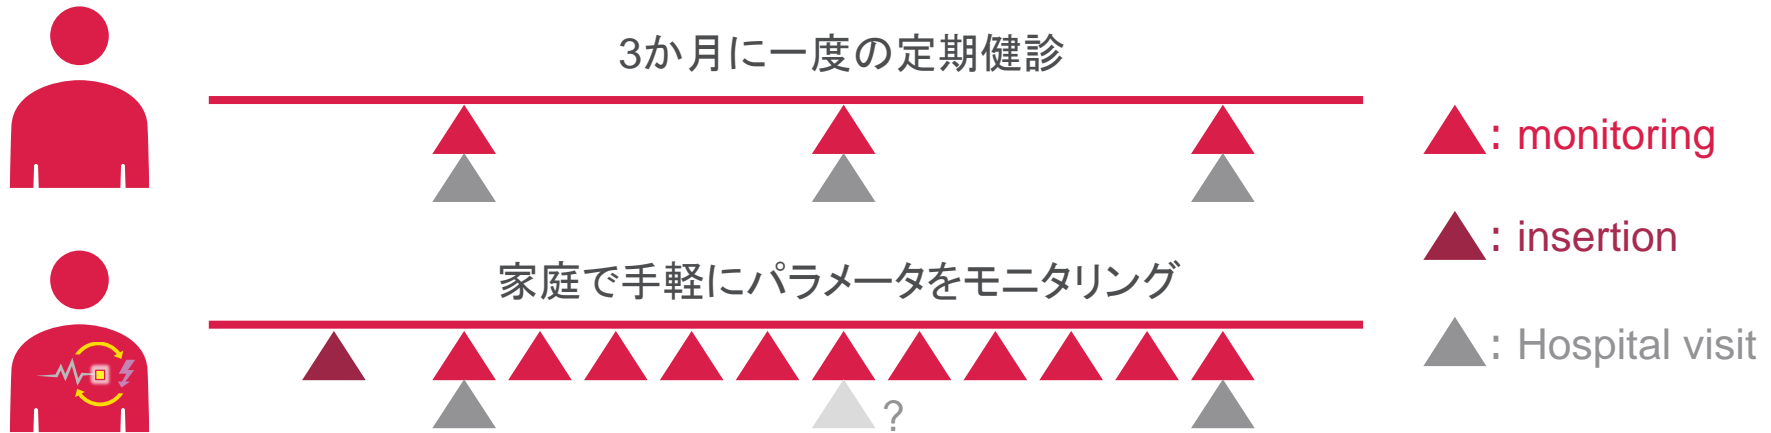 3か月に一度の定期健診
: monitoring
: insertion
家庭で手軽にパラメータをモニタリング
: Hospital visit
?